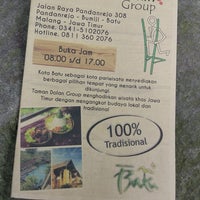 Group
Jalan Raya Pandanrejo 308
Pandanrejo - Bumiji - Batu
Malang - Jawa Timur
Phone. 0341-5102076
Hotline. 0811 360 2076
Buka Jam
08.00 s/d 17.00
Kota Batu sebagai kota pariwisata menyediakan
berbagai pilihan tempat yang menarik untuk
dikunjungi.
Taman Dolan Group menghadirkan wisata khas Jawa
Timur dengan mengangkat budaya lokal dan
tradisional
100%
Tradisional